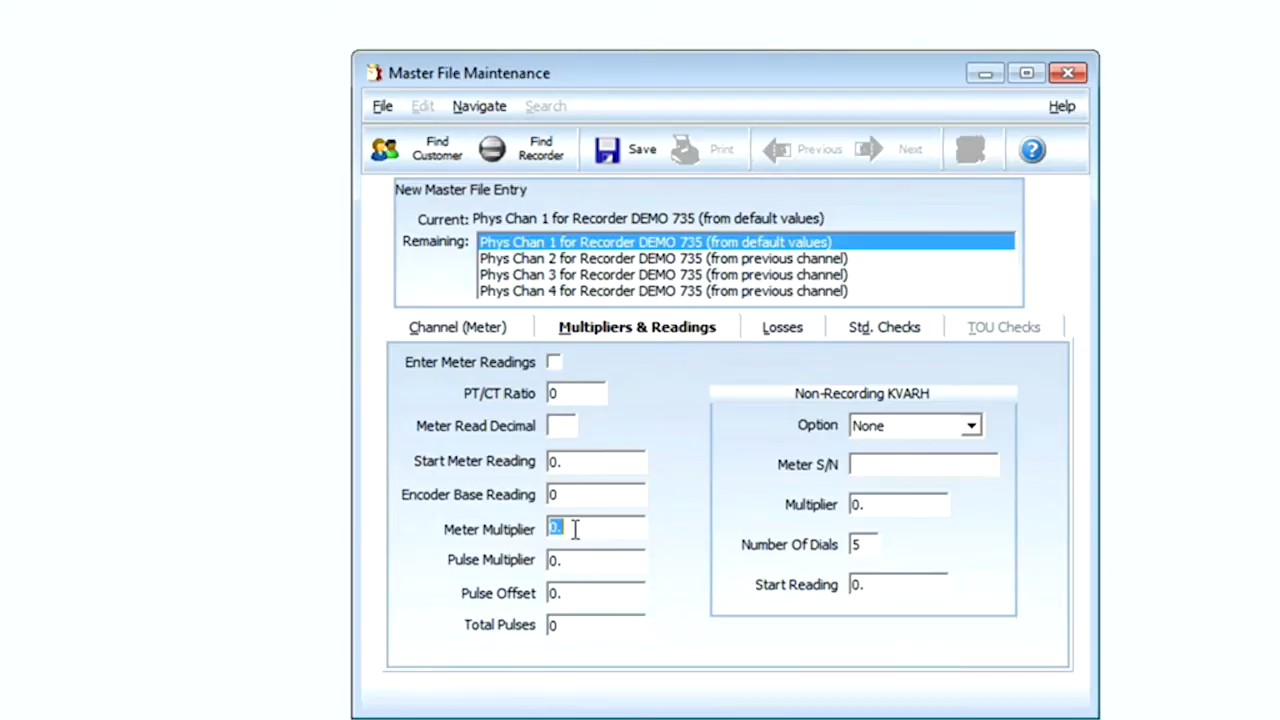 Master File Maintenance
File Edit Navigate Search Help
Find Customer Find Recorder Save Print Previous Next
New Master File Entry
Current: Phys Chan 1 for Recorder DEMO 735 (from default values)
Remaining: Phys Chan 1 for Recorder DEMO 735 (from default values)
Phys Chan 2 for Recorder DEMO 735 (from previous channel)
Phys Chan 3 for Recorder DEMO 735 (from previous channel)
Phys Chan 4 for Recorder DEMO 735 (from previous channel)
Channel (Meter) Multipliers & Readings Losses Std. Checks TOU Checks
Enter Meter Readings
PT/CT Ratio 0
Meter Read Decimal
Start Meter Reading 0.
Encoder Base Reading 0
Meter Multiplier 0.
Pulse Multiplier 0.
Pulse Offset 0.
Total Pulses 0
Non-Recording KVARH
Option None
Meter S/N
Multiplier 0.
Number Of Dials 5
Start Reading 0.